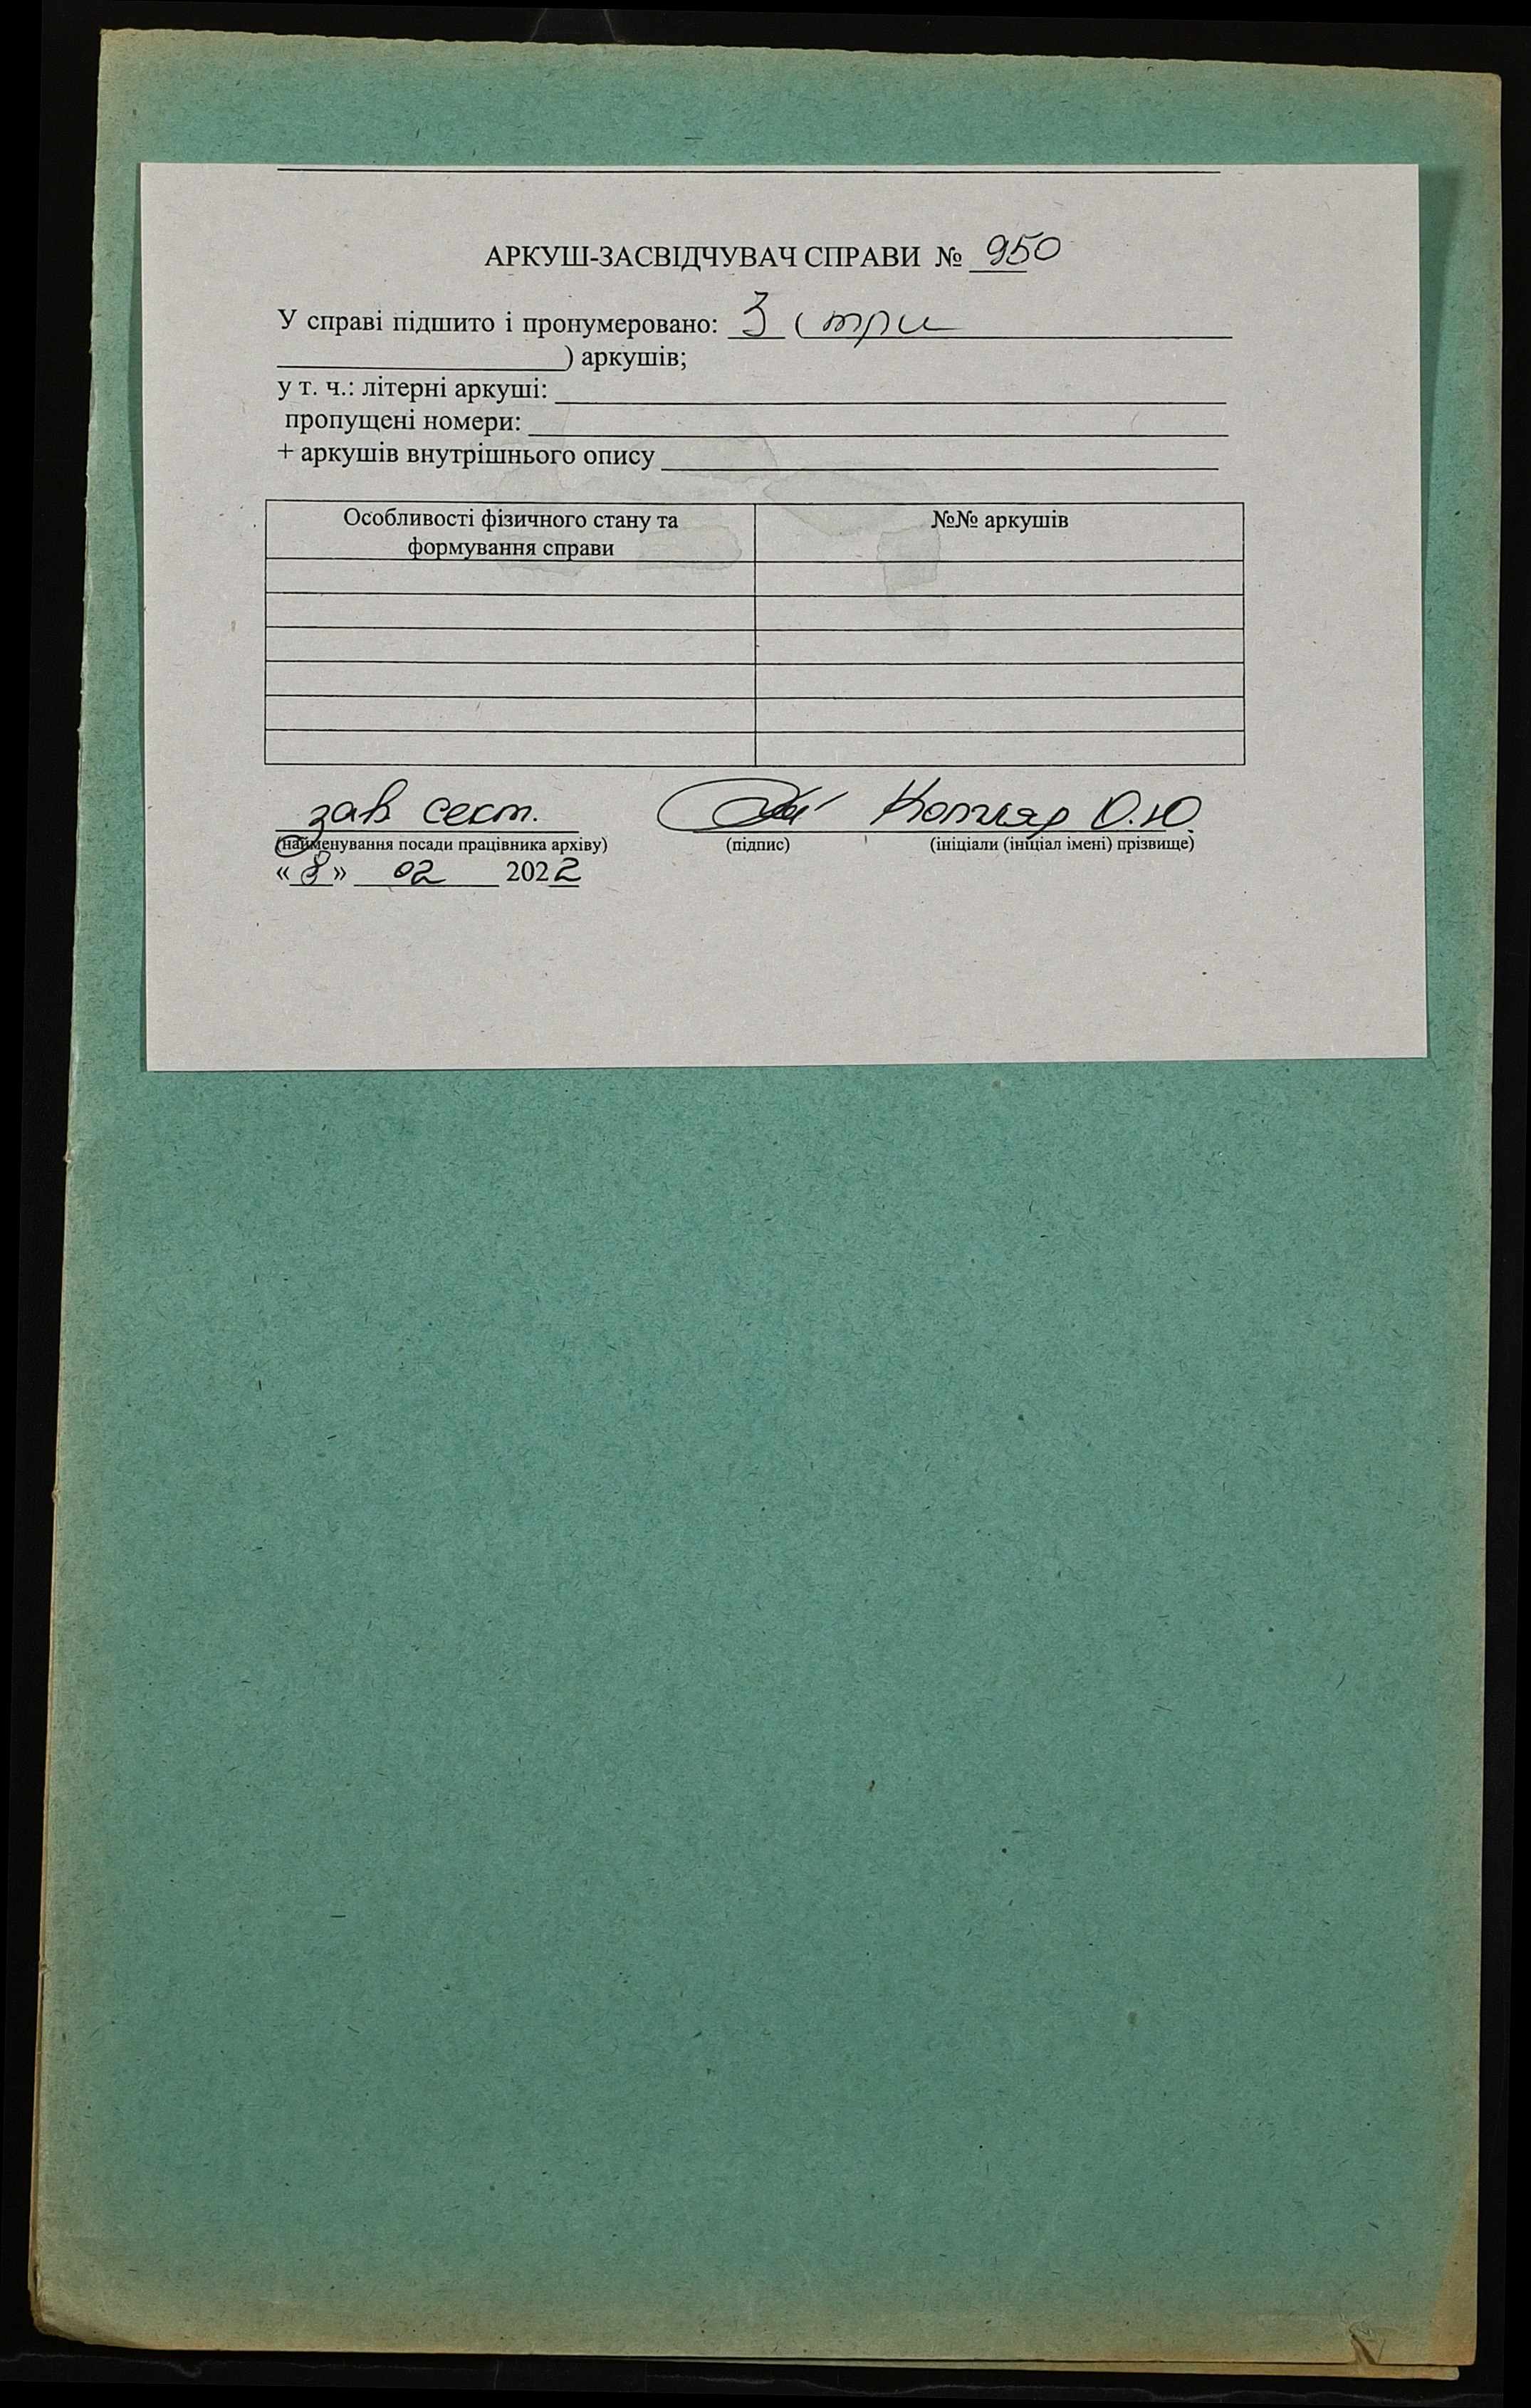 АРКУШ-ЗАСВІДЧУВАЧ СПРАВИ № 950
У справі підшито і пронумеровано: 3 ( три
) аркушів;
у т. ч.: літерні аркуші:
пропущені номери:
+ аркушів внутрішнього опису
Особливості фізичного стану та
формування справи
№№ аркушів
зав. сект. О.Ю.
(найменування посади працівника архіву) (підпис) (ініціали (ініціал імені) прізвище)
«8» 02 2022